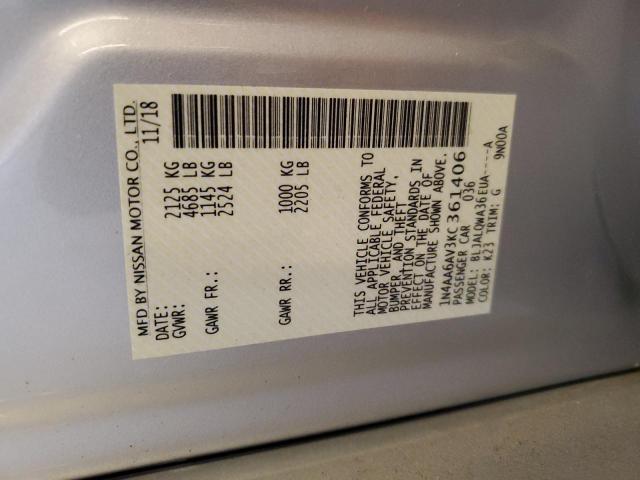 MFD BY NISSAN MOTOR CO., LTD.
DATE: 11/18
GVWR: 2125 KG
4685 LB
GAWR FR.: 1145 KG
2524 LB
GAWR RR.: 1000 KG
2205 LB
THIS VEHICLE CONFORMS TO
ALL APPLICABLE FEDERAL
MOTOR VEHICLE SAFETY,
BUMPER, AND THEFT
PREVENTION STANDARDS IN
EFFECT ON THE DATE OF
MANUFACTURE SHOWN ABOVE.
1N4AA6AV3KC361406
PASSENGER CAR 036
MODEL: BLJALOWA36EUA----A
COLOR: K23 TRIM: G 9N00A